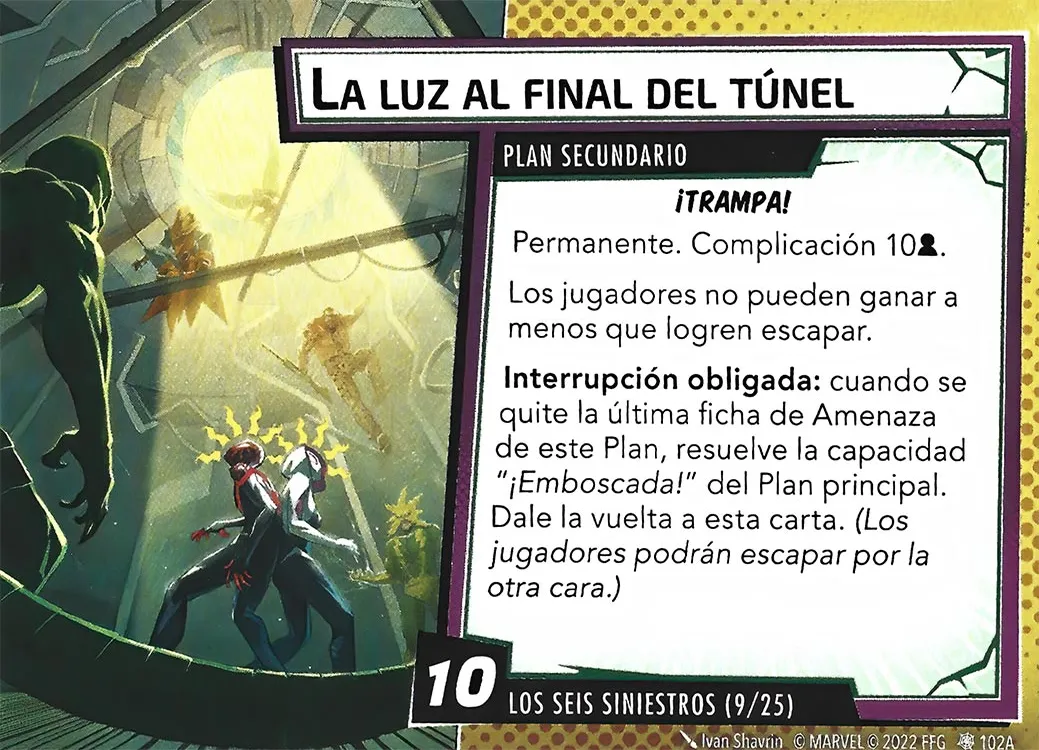 LA LUZ AL FINAL DEL TÚNEL
PLAN SECUNDARIO
¡TRAMPA!
Permanente. Complicación 10👤.
Los jugadores no pueden ganar a
menos que logren escapar.
Interrupción obligada: cuando se
quite la última ficha de Amenaza
de este Plan, resuelve la capacidad
"¡Emboscada!" del Plan principal.
Dale la vuelta a esta carta. (Los
jugadores podrán escapar por la
otra cara.)
10
LOS SEIS SINIESTROS (9/25)
Ivan Shavrin © MARVEL © 2022 FFG 102A